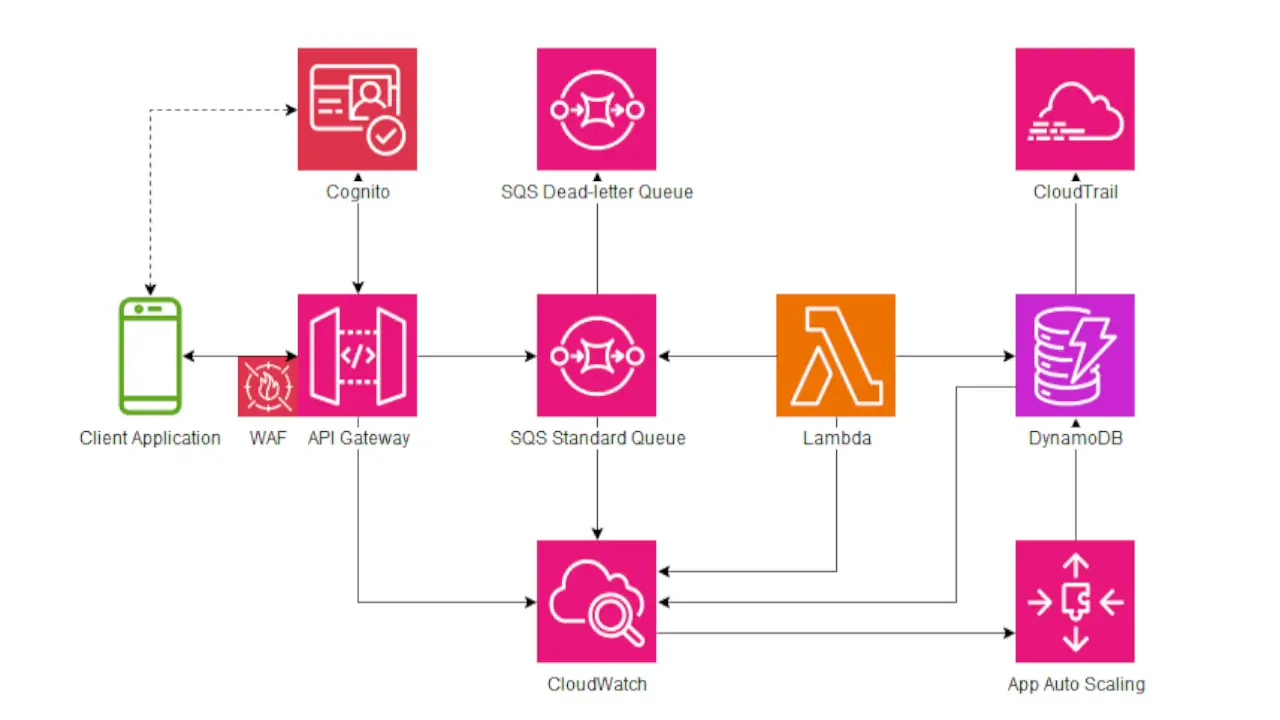 Cognito
SQS Dead-letter Queue
CloudTrail
</>
Client Application
WAF
API Gateway
SQS Standard Queue
Lambda
DynamoDB
CloudWatch
App Auto Scaling